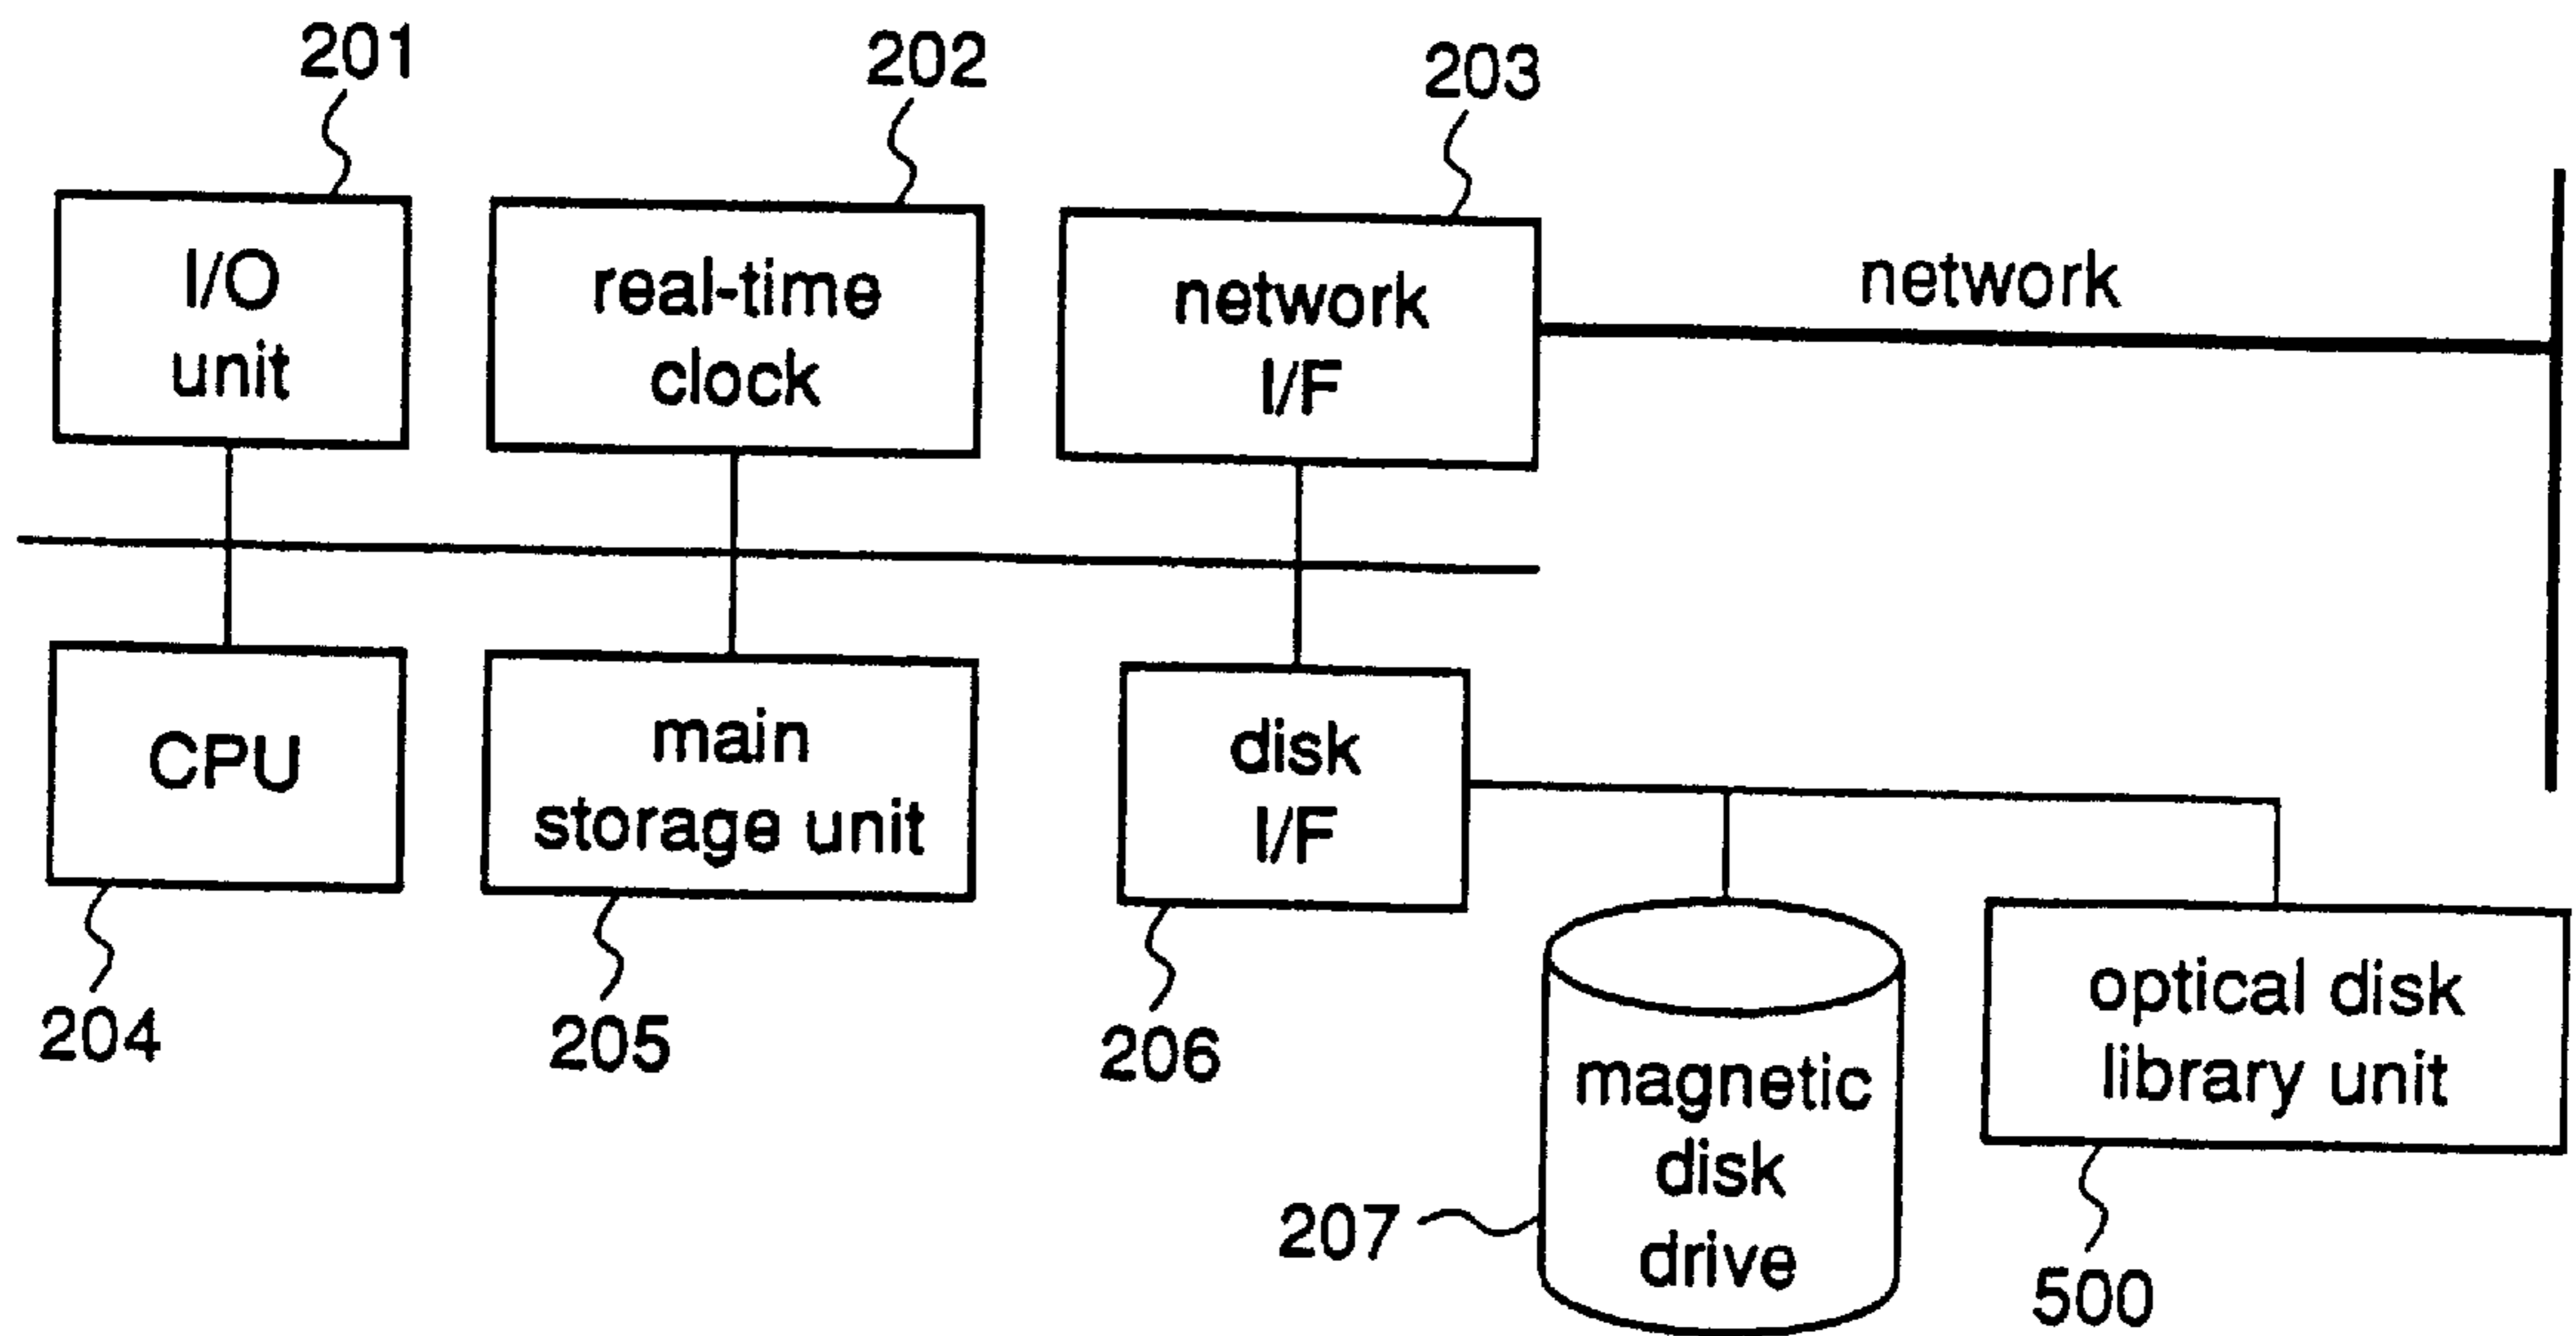 201
202
203
I/O
unit
real-time
clock
network
I/F
network
CPU
main
storage unit
disk
I/F
204
205
206
magnetic
disk
drive
207
optical disk
library unit
500